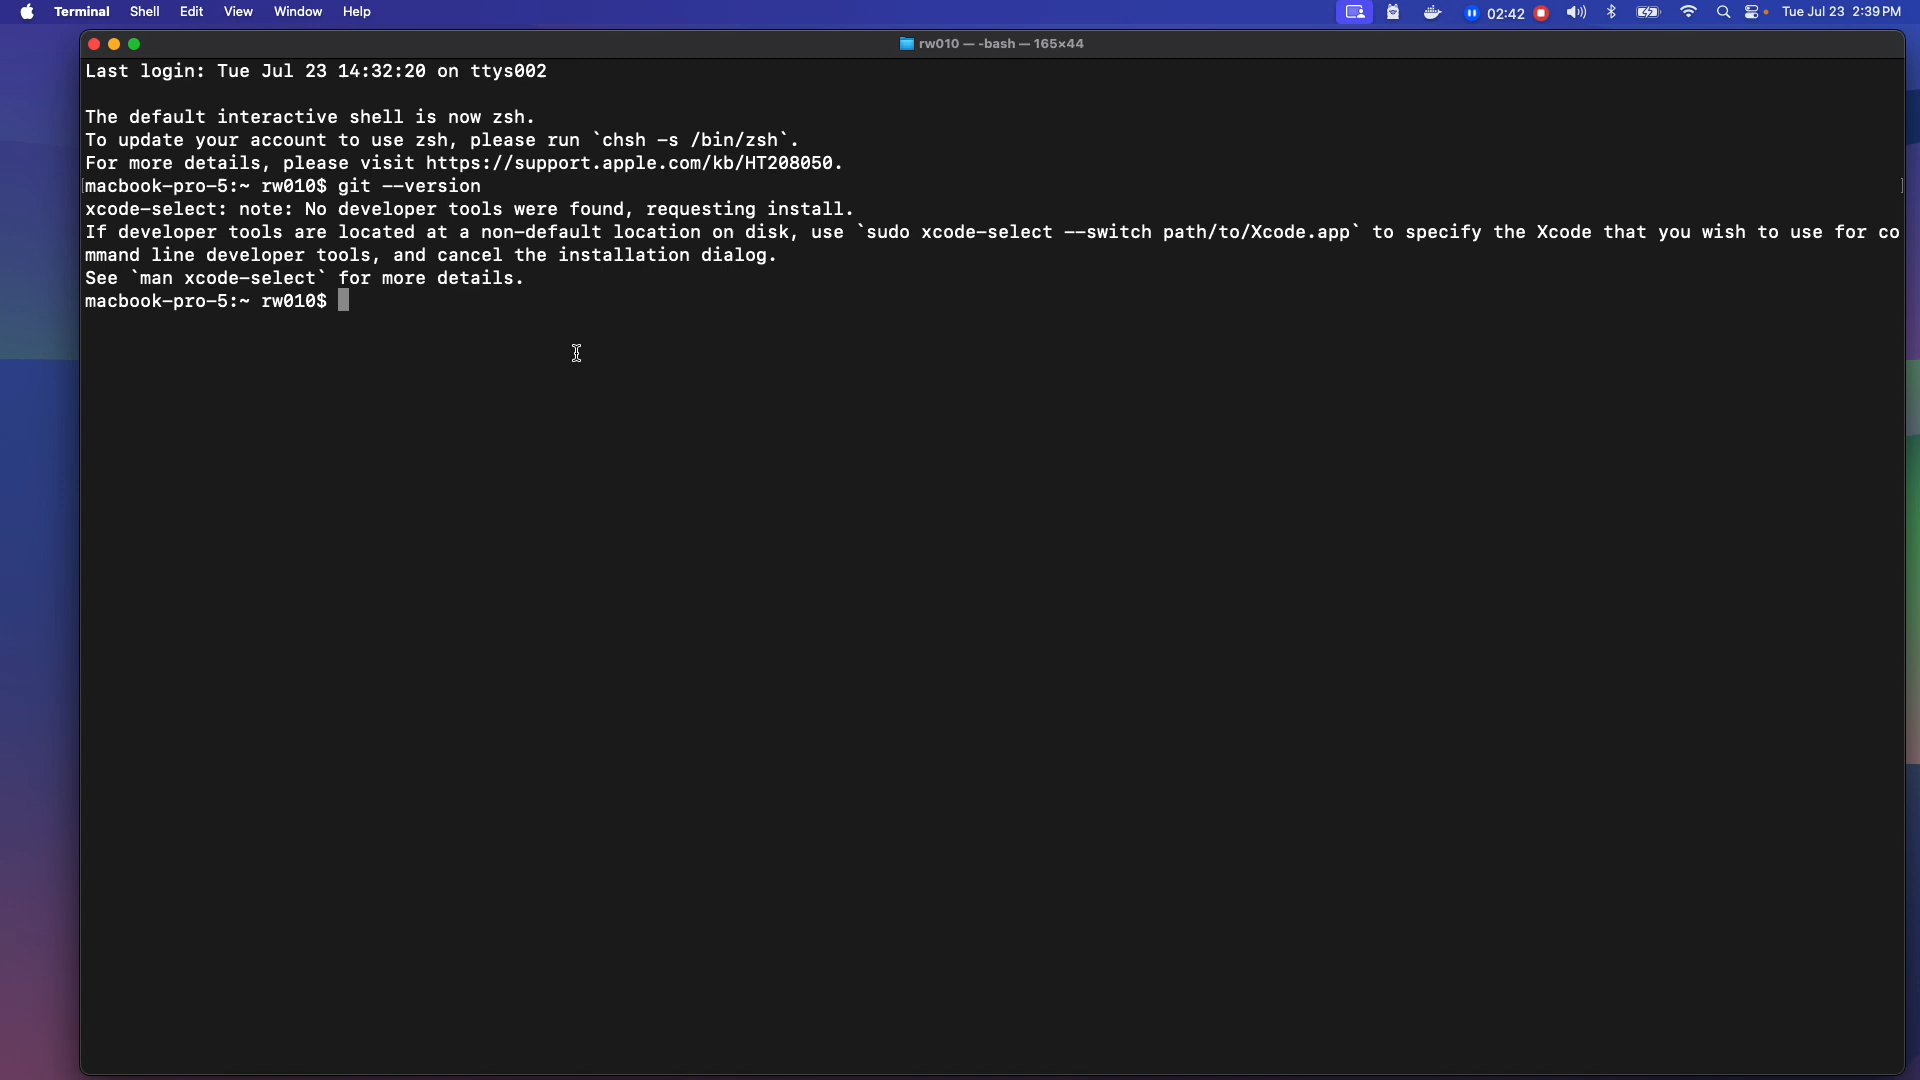 Terminal Shell Edit View Window Help 02:42 Tue Jul 23 2:39 PM
rw010 — -bash — 165×44
Last login: Tue Jul 23 14:32:20 on ttys002
The default interactive shell is now zsh.
To update your account to use zsh, please run `chsh -s /bin/zsh`.
For more details, please visit https://support.apple.com/kb/HT208050.
[macbook-pro-5:~ rw010$ git --version ]
xcode-select: note: No developer tools were found, requesting install.
If developer tools are located at a non-default location on disk, use `sudo xcode-select --switch path/to/Xcode.app` to specify the Xcode that you wish to use for co
mmand line developer tools, and cancel the installation dialog.
See `man xcode-select` for more details.
macbook-pro-5:~ rw010$